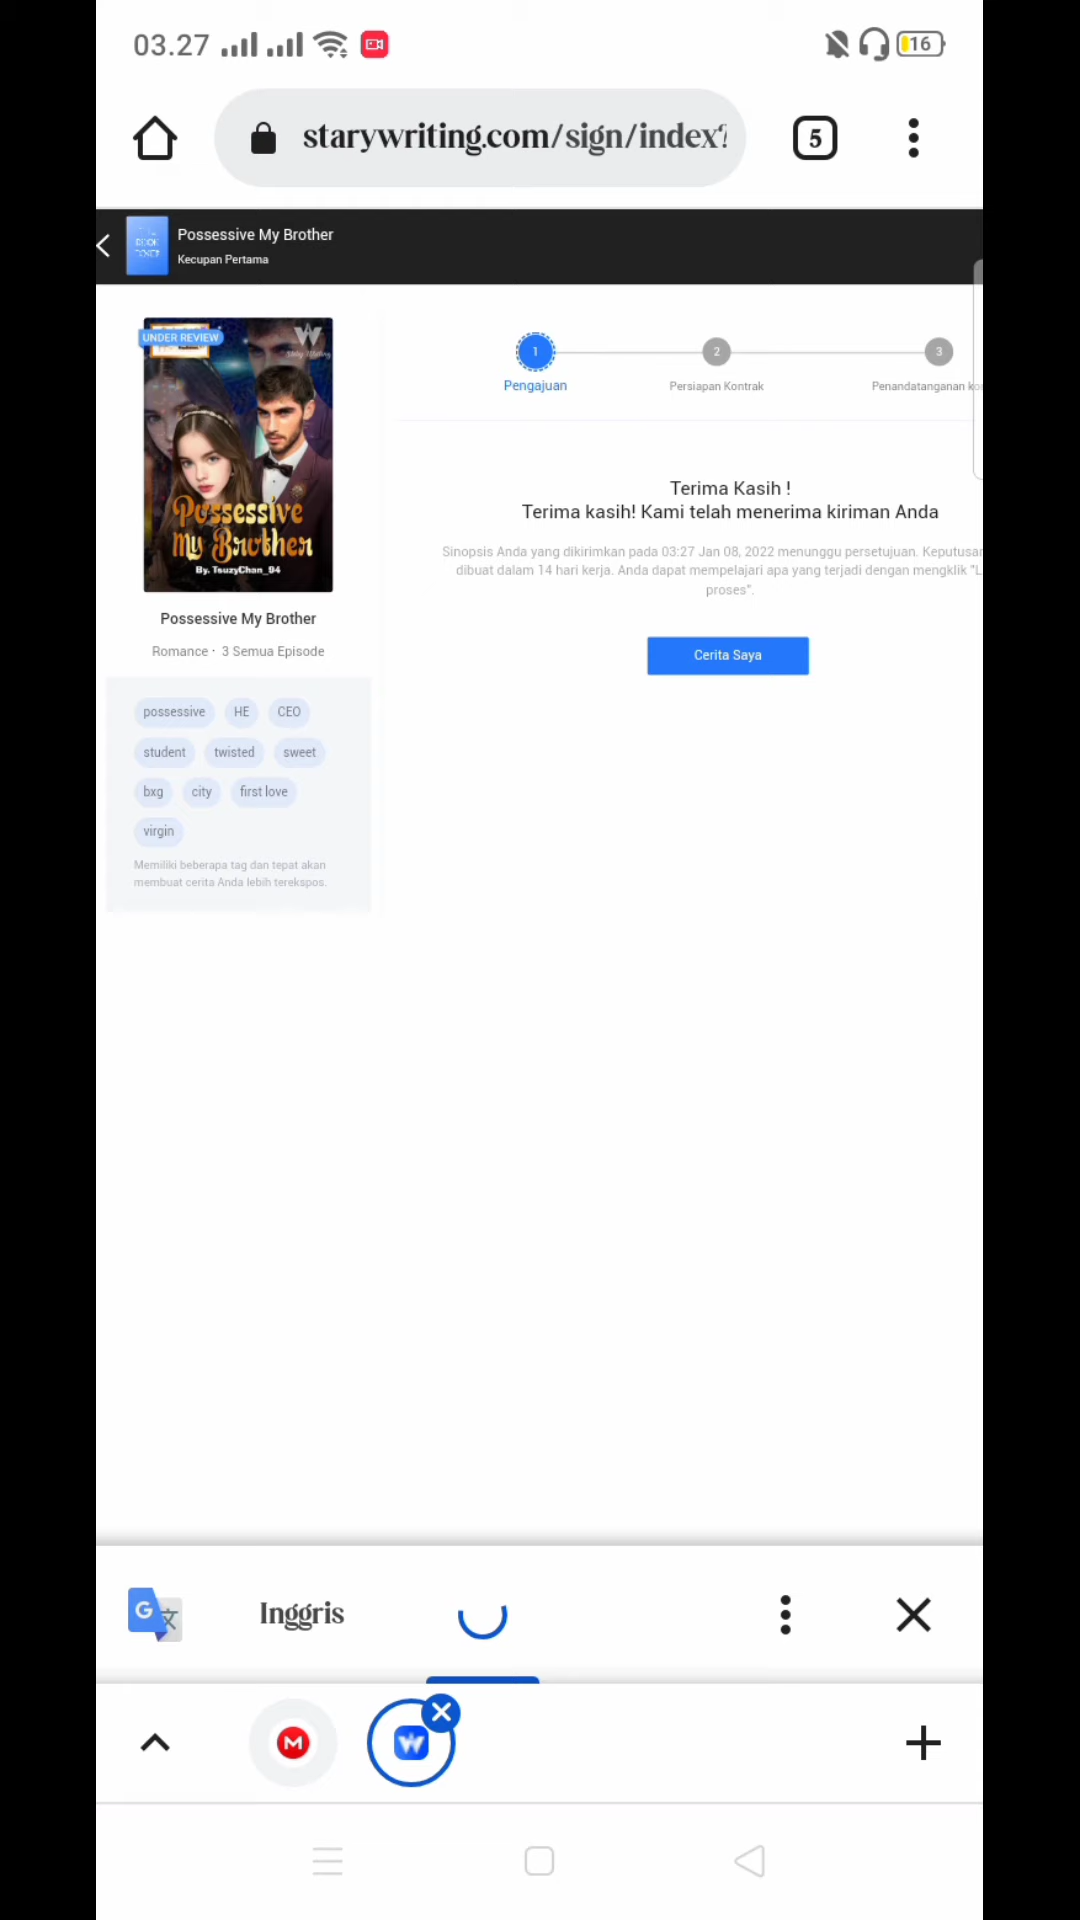 03.27
16
starywriting.com/sign/index?
5
Possessive My Brother
Kecupan Pertama
UNDER REVIEW
Possessive
My Brother
By. TsuzyChan_94
Possessive My Brother
Romance · 3 Semua Episode
possessive HE CEO
student twisted sweet
bxg city first love
virgin
Memiliki beberapa tag dan tepat akan
membuat cerita Anda lebih terekspos.
1 2 3
Pengajuan Persiapan Kontrak Penandatanganan
Terima Kasih !
Terima kasih! Kami telah menerima kiriman Anda
Sinopsis Anda yang dikirimkan pada 03:27 Jan 08, 2022 menunggu persetujuan. Keputusan
dibuat dalam 14 hari kerja. Anda dapat mempelajari apa yang terjadi dengan mengklik "L
proses".
Cerita Saya
Inggris